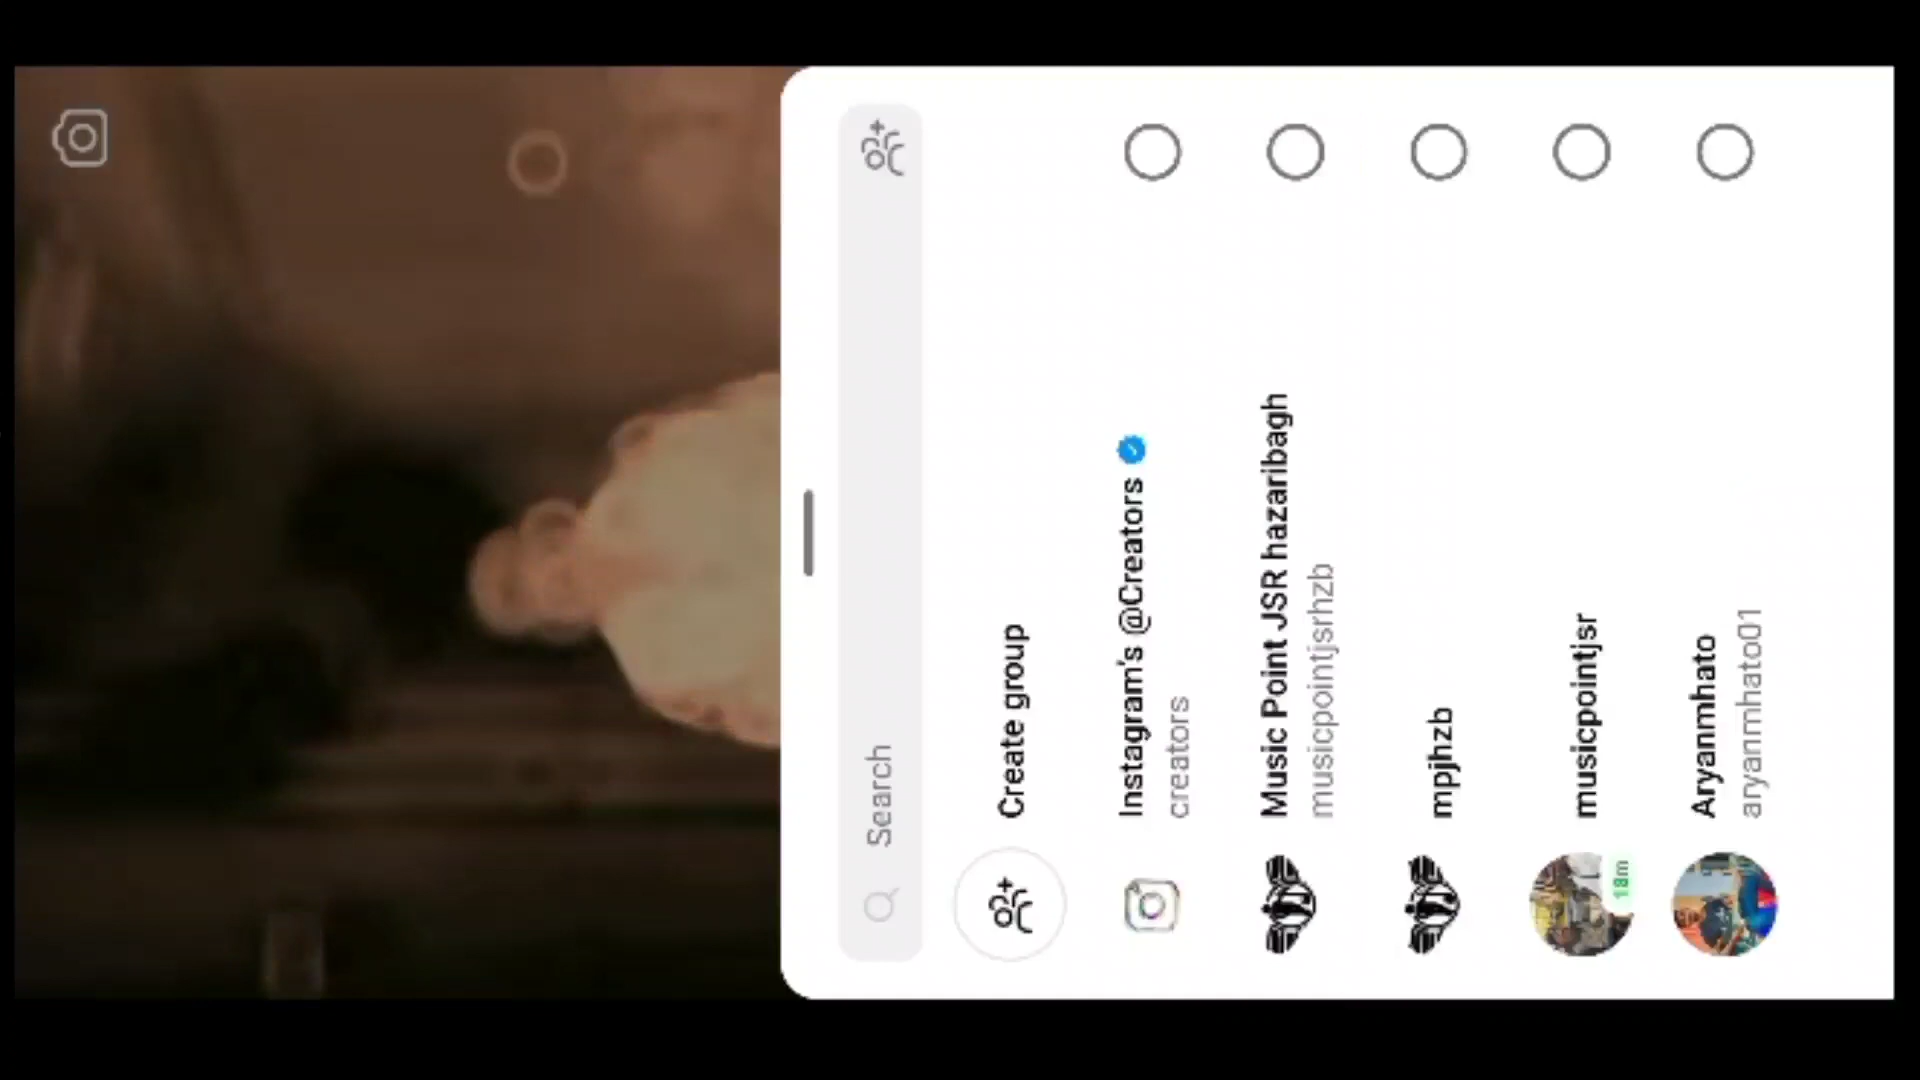 Search
Create group
Instagram's @Creators
creators
Music Point JSR hazaribagh
musicpointjsrhzb
mpjhzb
musicpointjsr
18m
Aryanmhato
aryanmhato01